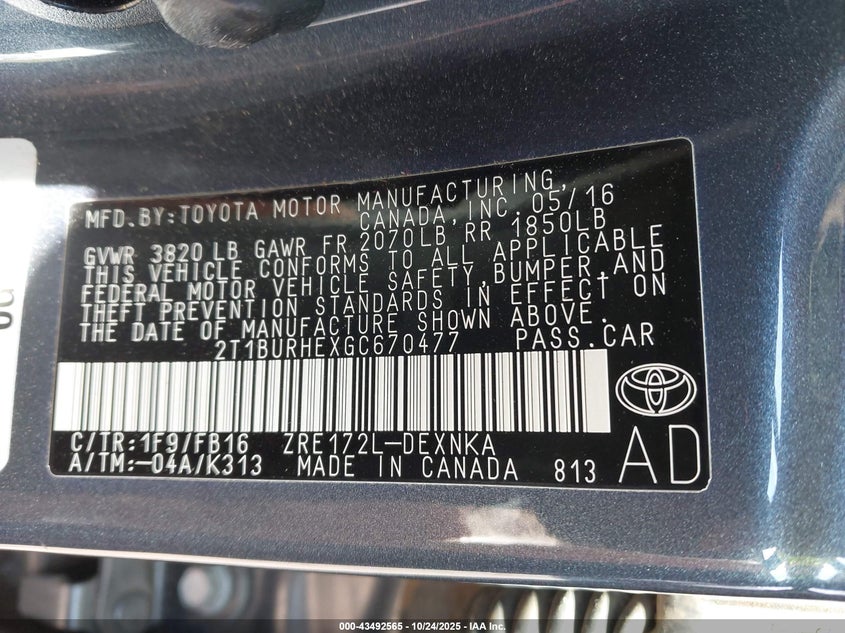 MFD. BY: TOYOTA MOTOR MANUFACTURING,
CANADA, INC. 05/16
GVWR 3820 LB GAWR FR 2070LB RR 1850LB
THIS VEHICLE CONFORMS TO ALL APPLICABLE
FEDERAL MOTOR VEHICLE SAFETY, BUMPER, AND
THEFT PREVENTION STANDARDS IN EFFECT ON
THE DATE OF MANUFACTURE SHOWN ABOVE.
2T1BURHEXGC670477 PASS.CAR
C/TR:1F9/FB16 ZRE172L-DEXNKA
A/TM:-04A/K313 MADE IN CANADA 813
AD
000-43492565 - 10/24/2025 - IAA Inc.